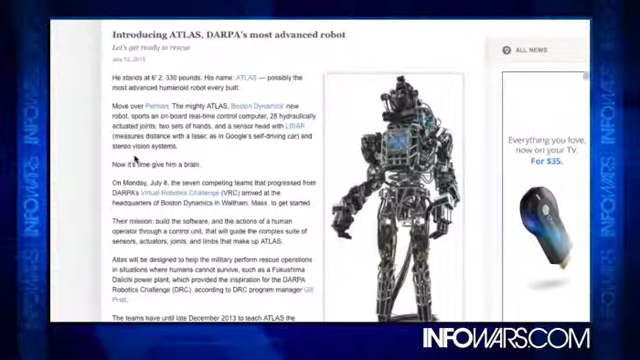 Introducing ATLAS, DARPA's most advanced robot
Let's get ready to rescue
July 12, 2013
ALL NEWS
He stands at 6' 2, 330 pounds. His name: ATLAS — possibly the
most advanced humanoid robot every built.
Move over Petman. The mighty ATLAS, Boston Dynamics' new
robot, sports an on-board real-time control computer, 28 hydraulically
actuated joints, two sets of hands, and a sensor head with LIDAR
(measures distance with a laser, as in Google's self-driving car) and
stereo vision systems.
Now it's time give him a brain.
On Monday, July 8, the seven competing teams that progressed from
DARPA's Virtual Robotics Challenge (VRC) arrived at the
headquarters of Boston Dynamics in Waltham, Mass. to get started.
Their mission: build the software, and the actions of a human
operator through a control unit, that will guide the complex suite of
sensors, actuators, joints, and limbs that make up ATLAS.
Atlas will be designed to help the military perform rescue operations
in situations where humans cannot survive, such as a Fukushima
Daiichi power plant, which provided the inspiration for the DARPA
Robotics Challenge (DRC), according to DRC program manager Gill
Pratt.
The teams have until late December 2013 to teach ATLAS the
Everything you love,
now on your TV.
For $35.
INFOWARS
INFOWARS
INFOWARS
INFOWARS
INFOWARS.COM